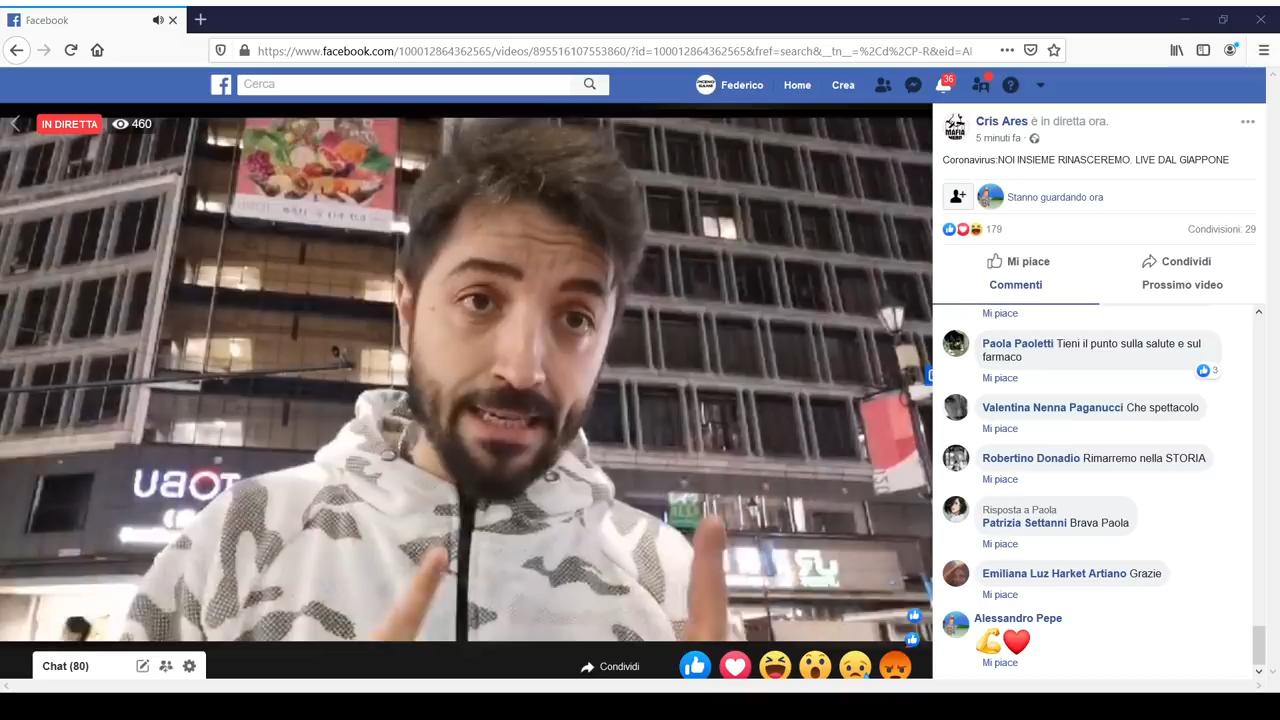 Facebook
https://www.facebook.com/100012864362565/videos/895516107553860/?id=100012864362565&fref=search&__tn__=%2Cd%2CP-R&eid=A
Cerca
Federico
Home
Crea
36
IN DIRETTA
460
Cris Ares è in diretta ora.
5 minuti fa ·
Coronavirus:NOI INSIEME RINASCEREMO. LIVE DAL GIAPPONE
Stanno guardando ora
179
Condivisioni: 29
Mi piace
Condividi
Commenti
Prossimo video
Mi piace
Paola Paoletti Tieni il punto sulla salute e sul
farmaco
3
Mi piace
Valentina Nenna Paganucci Che spettacolo
Mi piace
Robertino Donadio Rimarremo nella STORIA
Mi piace
Risposta a Paola
Patrizia Settanni Brava Paola
Mi piace
Emiliana Luz Harket Artiano Grazie
Mi piace
Alessandro Pepe
💪❤️
Mi piace
Chat (80)
Condividi